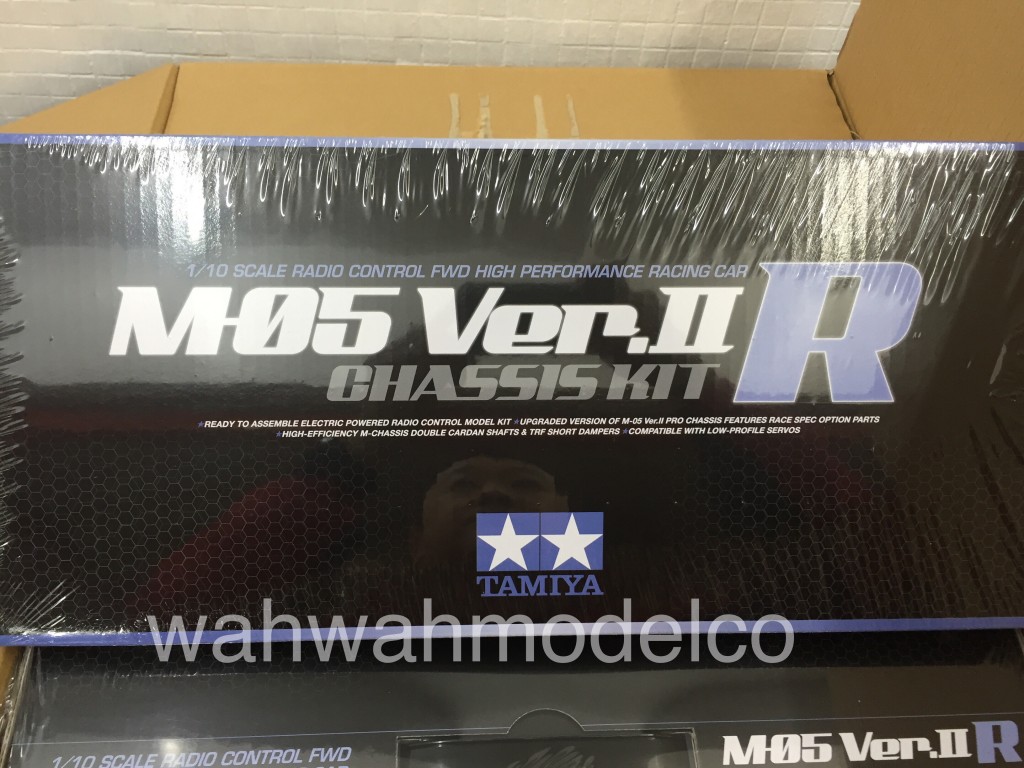 1/10 SCALE RADIO CONTROL FWD HIGH PERFORMANCE RACING CAR
M-05 Ver.II R
CHASSIS KIT
★READY TO ASSEMBLE ELECTRIC POWERED RADIO CONTROL MODEL KIT ★UPGRADED VERSION OF M-05 Ver.II PRO CHASSIS FEATURES RACE SPEC OPTION PARTS
★HIGH-EFFICIENCY M-CHASSIS DOUBLE CARDAN SHAFTS & TRF SHORT DAMPERS ★COMPATIBLE WITH LOW-PROFILE SERVOS
TAMIYA
wahwahmodelco
1/10 SCALE RADIO CONTROL FWD
M-05 Ver.II R